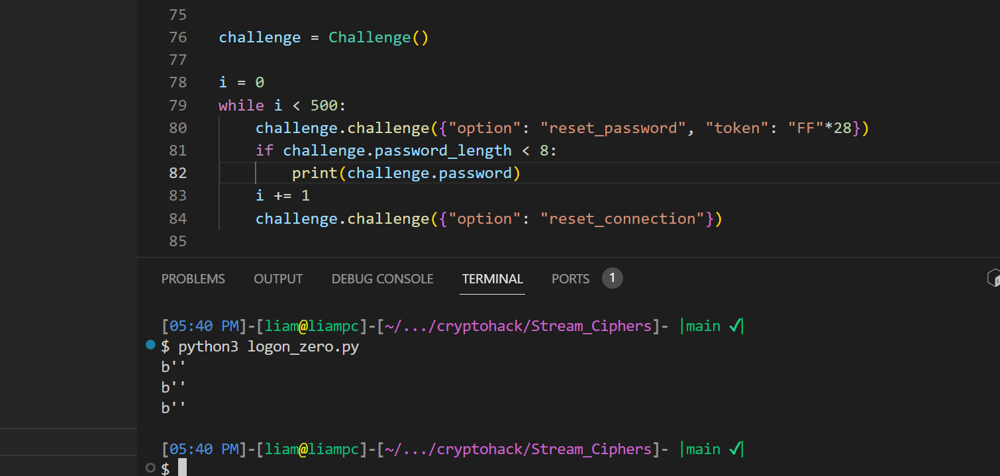 75
76 challenge = Challenge()
77
78 i = 0
79 while i < 500:
80     challenge.challenge({"option": "reset_password", "token": "FF"*28})
81     if challenge.password_length < 8:
82         print(challenge.password)
83     i += 1
84     challenge.challenge({"option": "reset_connection"})
85
PROBLEMS OUTPUT DEBUG CONSOLE TERMINAL PORTS 1
[05:40 PM]-[liam@liampc]-[~/.../cryptohack/Stream_Ciphers]- |main ✓|
$ python3 logon_zero.py
b''
b''
b''
[05:40 PM]-[liam@liampc]-[~/.../cryptohack/Stream_Ciphers]- |main ✓|
$